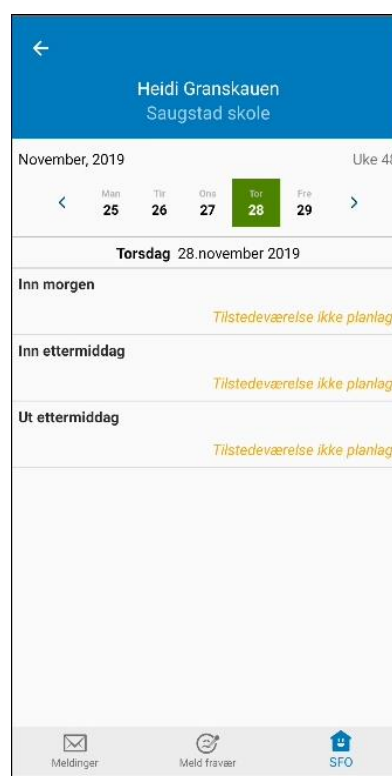 Heidi Granskauen
Saugstad skole
November, 2019 Uke 48
Man Tir Ons Tor Fre
25 26 27 28 29
Torsdag 28.november 2019
Inn morgen
Tilstedeværelse ikke planlag
Inn ettermiddag
Tilstedeværelse ikke planlag
Ut ettermiddag
Tilstedeværelse ikke planlag
Meldinger Meld fravær SFO